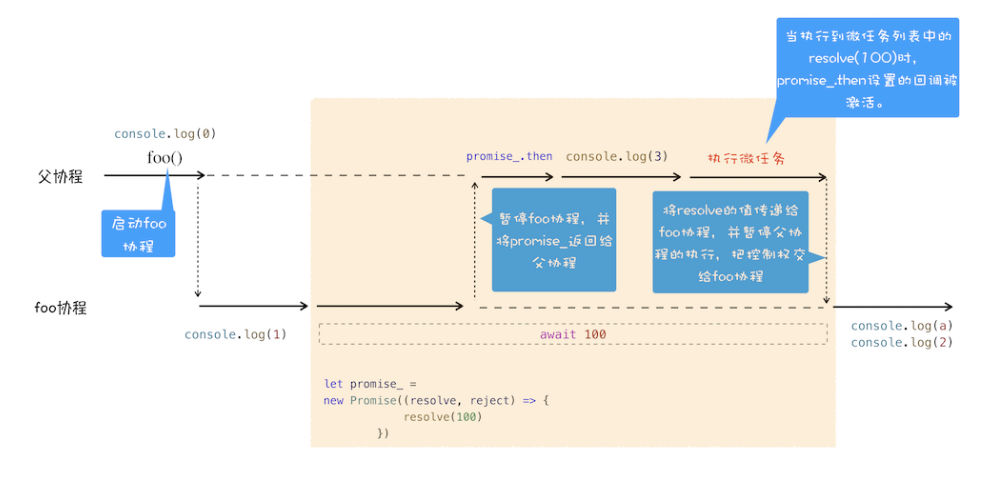 当执行到微任务列表中的
resolve(100)时，
promise_.then设置的回调被
激活。
console.log(0)
foo()
父协程
启动foo
协程
promise_.then
console.log(3)
执行微任务
暂停foo协程，并
将promise_返回给
父协程
将resolve的值传递给
foo协程，并暂停父协
程的执行，把控制权交
给foo协程
foo协程
console.log(1)
await 100
console.log(a)
console.log(2)
let promise_ =
new Promise((resolve, reject) => {
resolve(100)
})